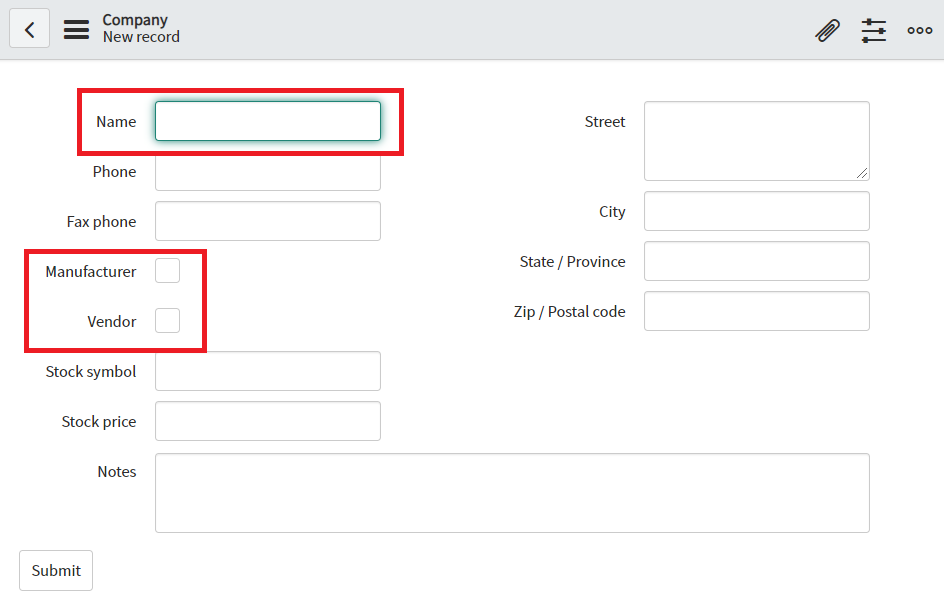 Company
New record
Name
Phone
Fax phone
Manufacturer
Vendor
Stock symbol
Stock price
Street
City
State / Province
Zip / Postal code
Notes
Submit